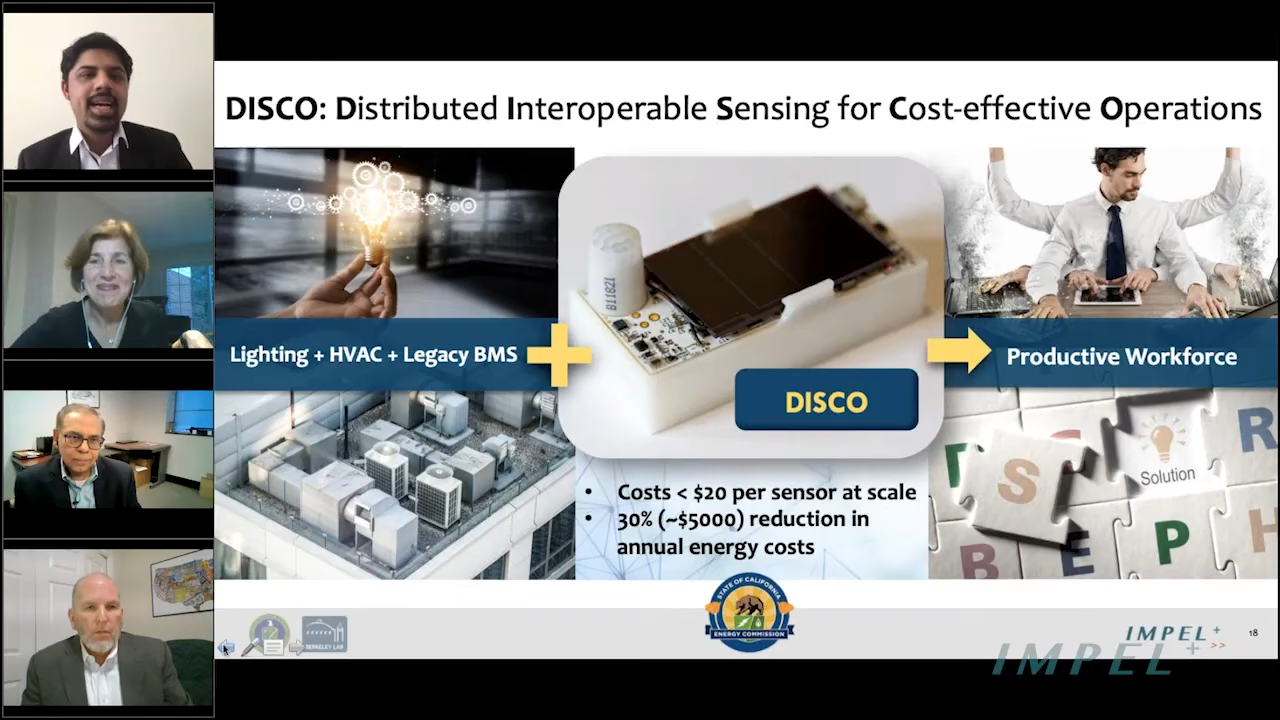 DISCO: Distributed Interoperable Sensing for Cost-effective Operations
Lighting + HVAC + Legacy BMS
B11821
DISCO
Productive Workforce
• Costs < $20 per sensor at scale
• 30% (~$5000) reduction in
annual energy costs
S
Solution
R
B
E
P
H
STATE OF CALIFORNIA
ENERGY COMMISSION
BERKELEY LAB
IMPEL+
>>
18
IMPEL+